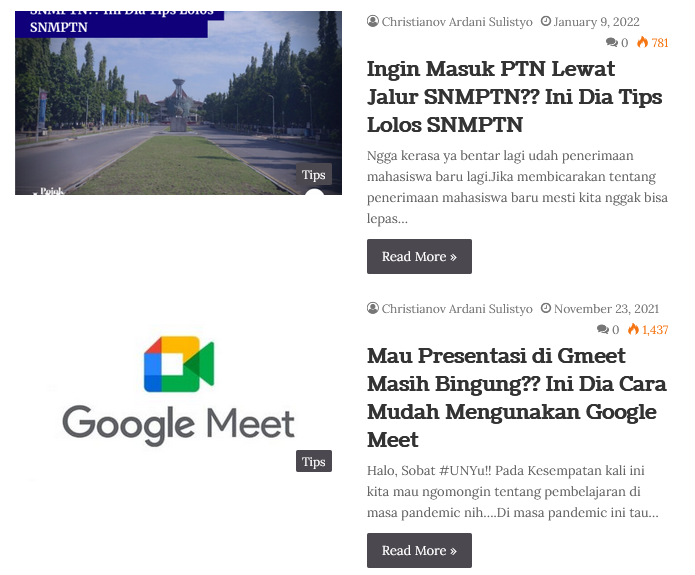 SNMPTN?? Ini Dia Tips Lolos
SNMPTN
Tips
Pojok
Christianov Ardani Sulistyo January 9, 2022
0 781
Ingin Masuk PTN Lewat
Jalur SNMPTN?? Ini Dia Tips
Lolos SNMPTN
Ngga kerasa ya bentar lagi udah penerimaan
mahasiswa baru lagi.Jika membicarakan tentang
penerimaan mahasiswa baru mesti kita nggak bisa
lepas...
Read More »
Google Meet
Tips
Christianov Ardani Sulistyo November 23, 2021
0 1,437
Mau Presentasi di Gmeet
Masih Bingung?? Ini Dia Cara
Mudah Mengunakan Google
Meet
Halo, Sobat #UNYu!! Pada Kesempatan kali ini
kita mau ngomongin tentang pembelajaran di
masa pandemic nih....Di masa pandemic ini tau...
Read More »